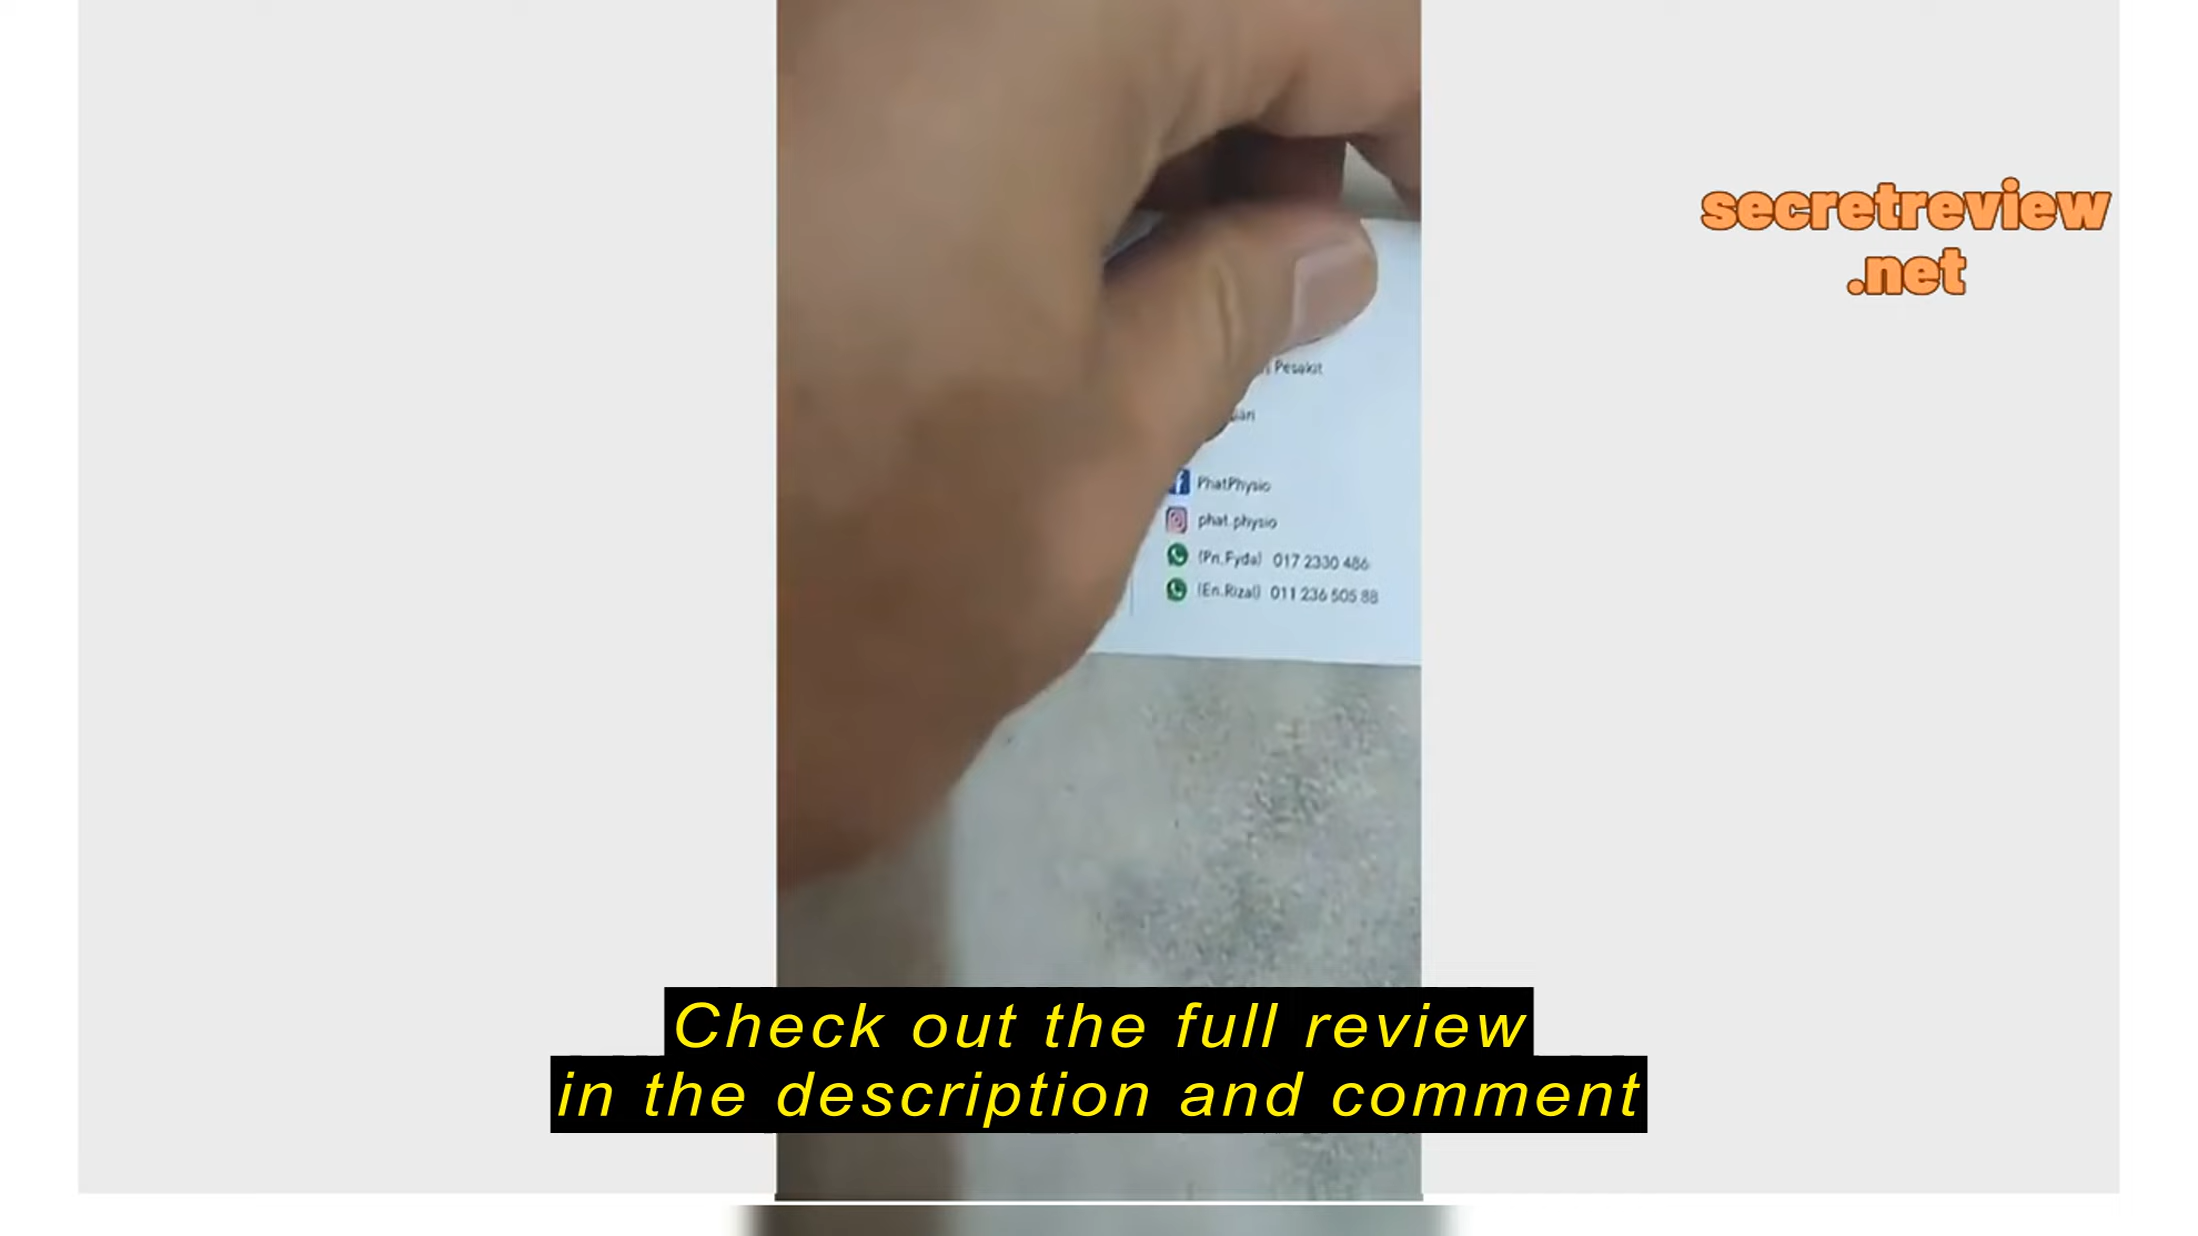 secretreview
.net
Pesakit
PhatPhysio
phat.physio
(Pn.Fyda) 017 2330 486
(En.Rizal) 011 236 505 88
Check out the full review
in the description and comment